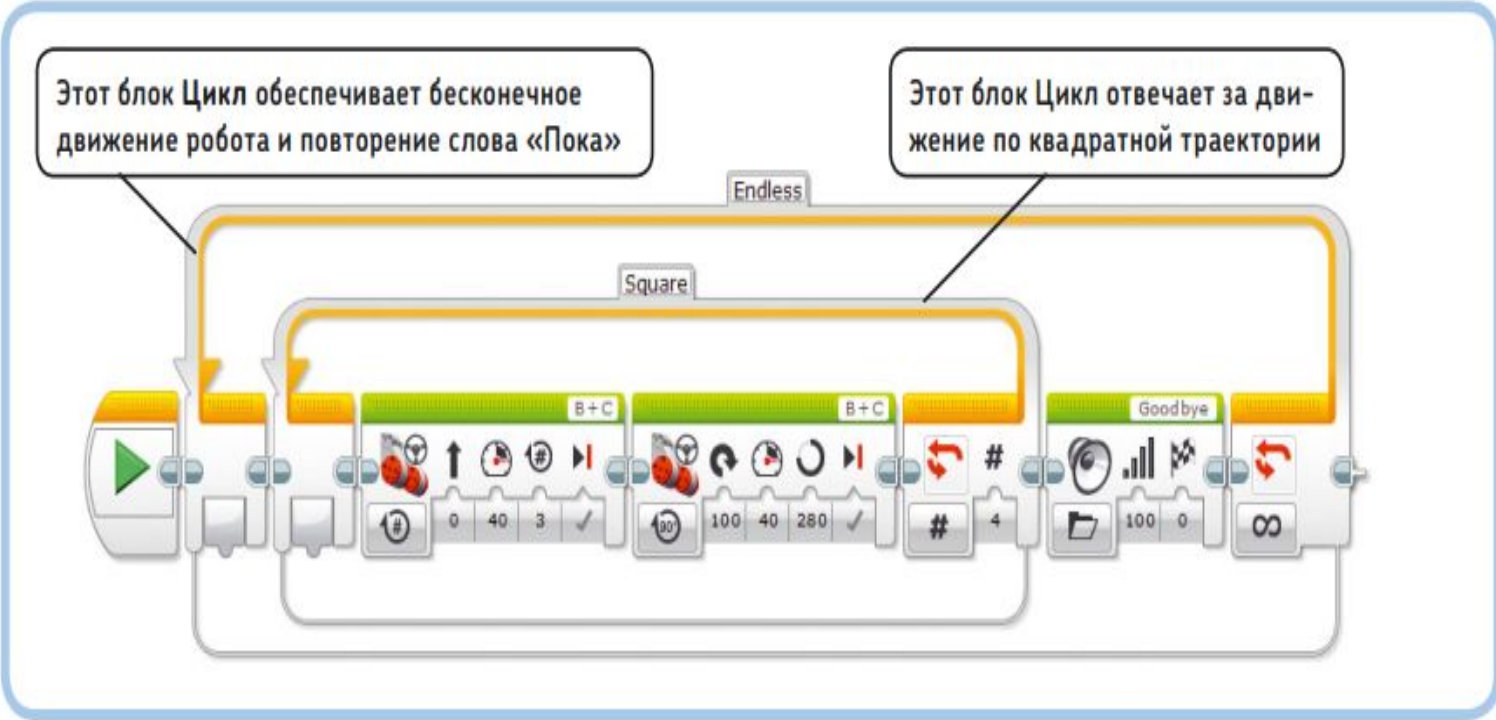 Этот блок Цикл обеспечивает бесконечное
движение робота и повторение слова «Пока»
Этот блок Цикл отвечает за дви-
жение по квадратной траектории
Endless
Square
B+C
B+C
Goodbye
# #
0 40 3
90°
100 40 280
# 4
100 0
∞